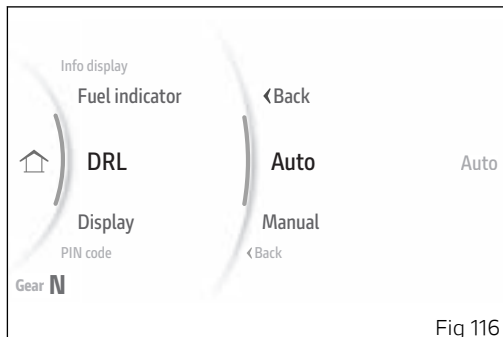 Info display
Fuel indicator
‹Back
DRL
Auto
Auto
Display
Manual
PIN code
‹Back
Gear N
Fig 116